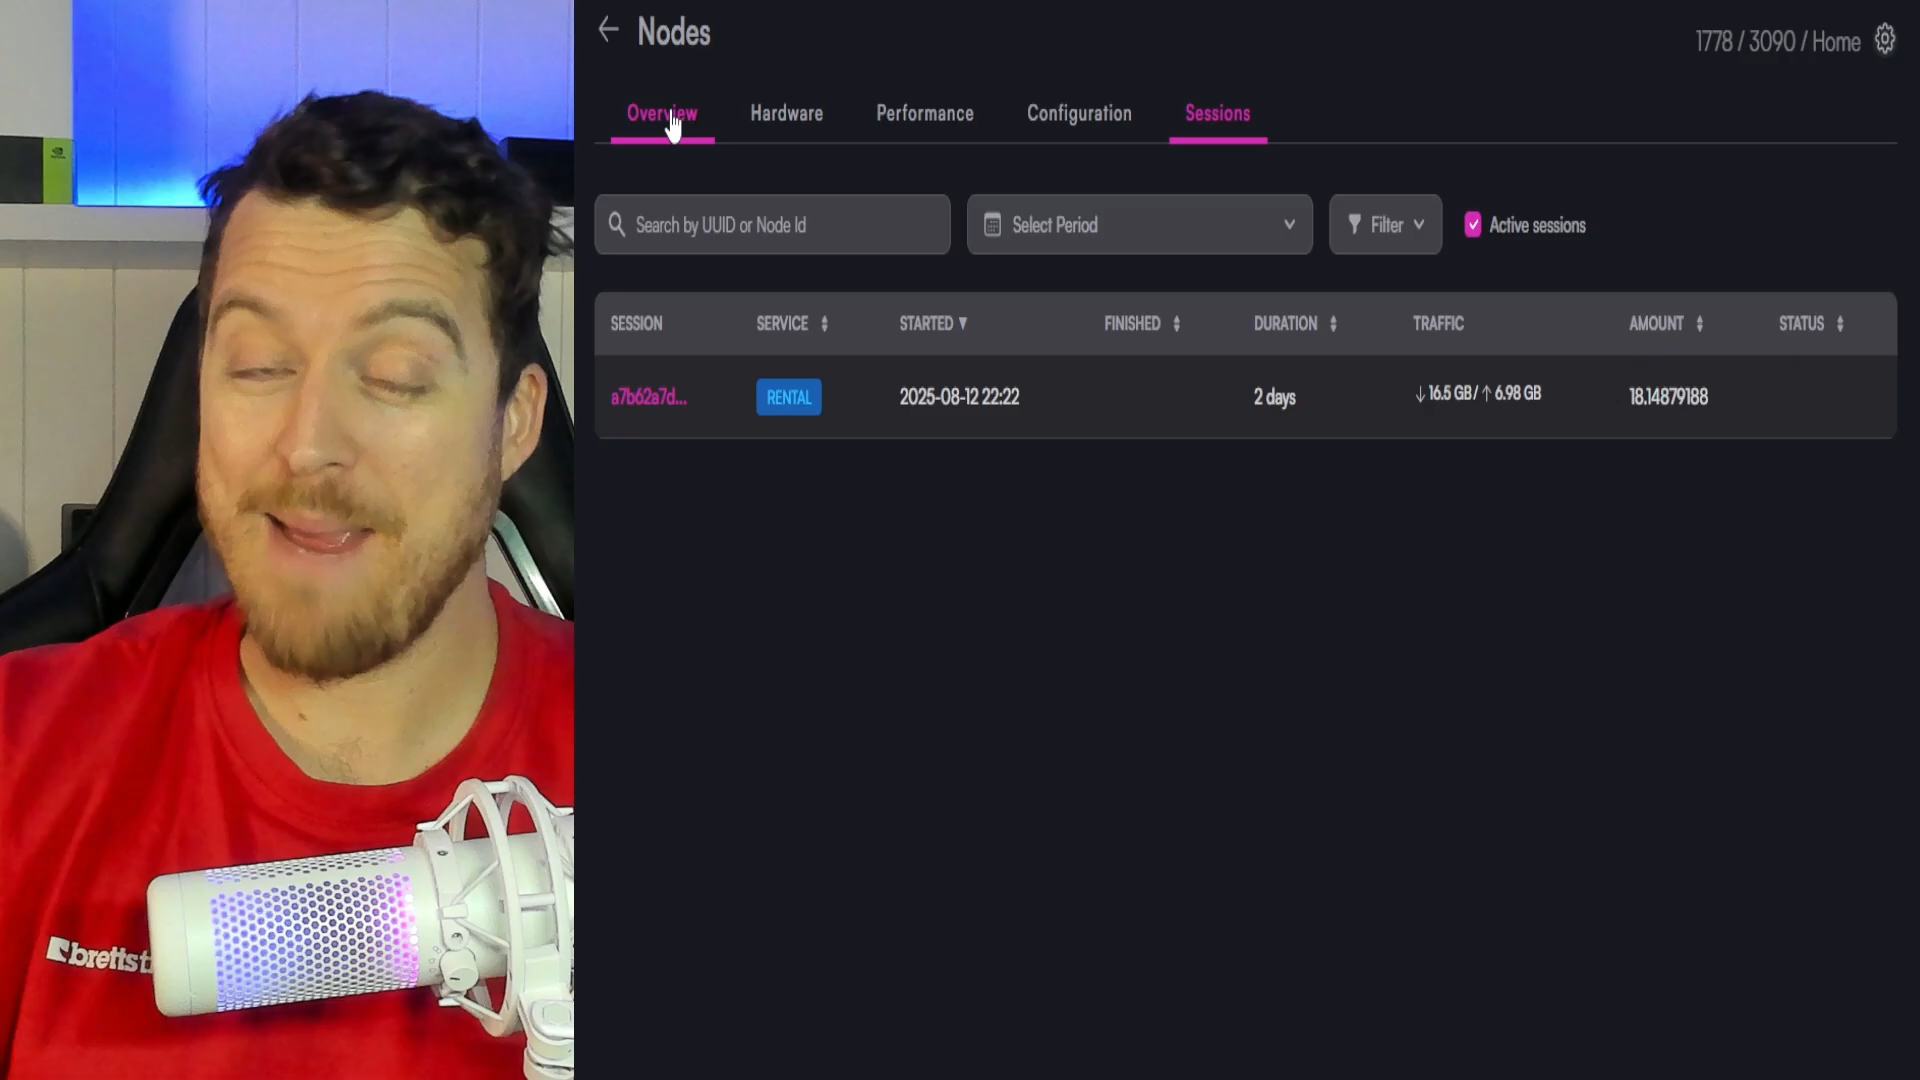 Nodes
1778 / 3090 / Home
Overview Hardware Performance Configuration Sessions
Search by UUID or Node Id Select Period Filter Active sessions
SESSION SERVICE STARTED FINISHED DURATION TRAFFIC AMOUNT STATUS
a7b62a7d... RENTAL 2025-08-12 22:22 2 days ↓ 16.5 GB / ↑ 6.98 GB 18.14879188